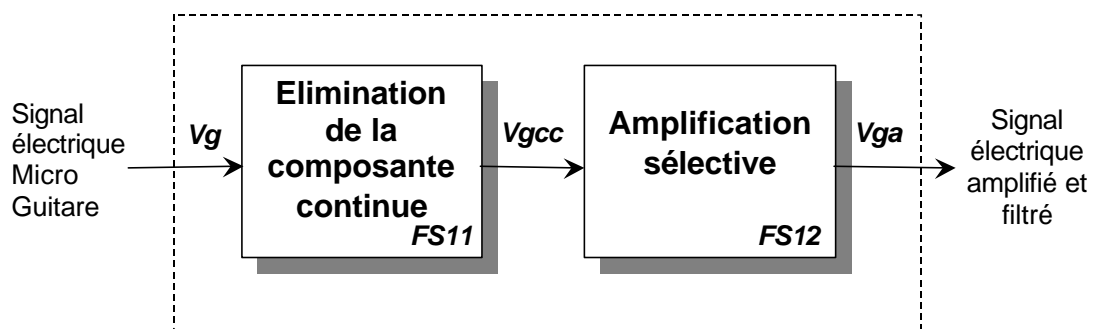 Signal
électrique
Micro
Guitare
Vg
Elimination
de la
composante
continue
FS11
Vgcc
Amplification
sélective
FS12
Vga
Signal
électrique
amplifié et
filtré